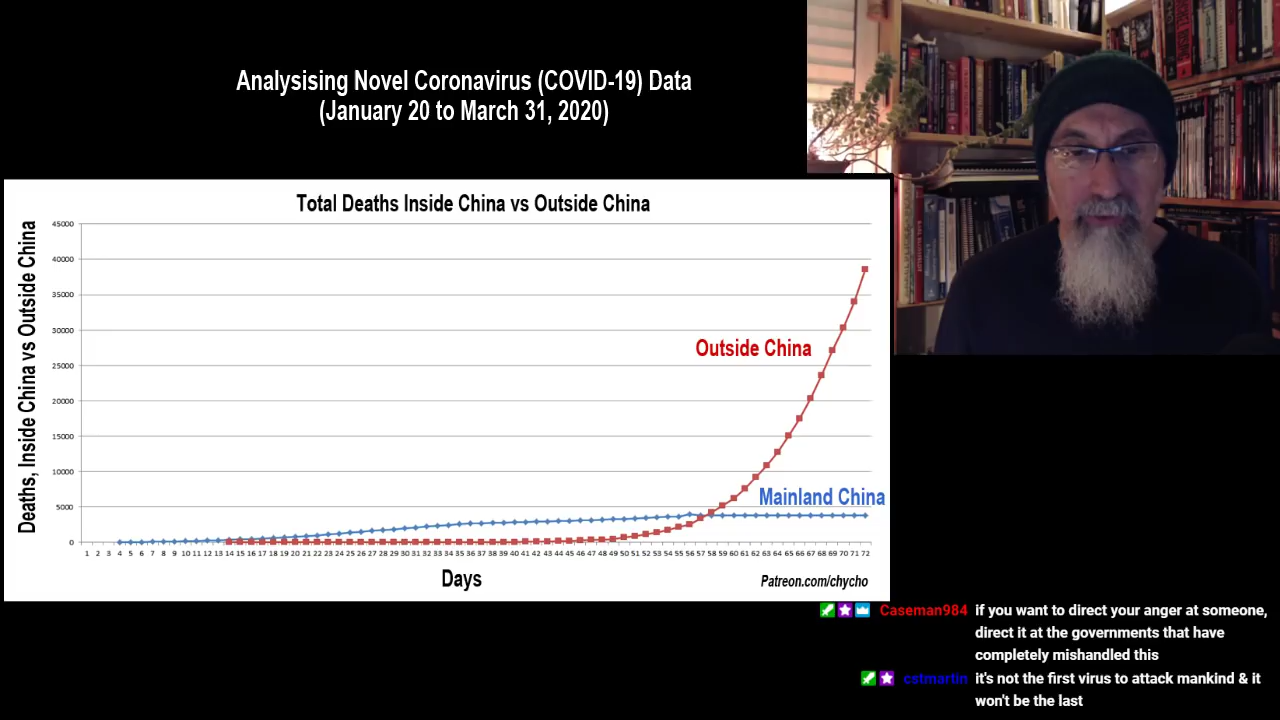 Analysising Novel Coronavirus (COVID-19) Data
(January 20 to March 31, 2020)
Total Deaths Inside China vs Outside China
Deaths, Inside China vs Outside China
45000
40000
35000
30000
25000
20000
15000
10000
5000
0
Outside China
Mainland China
1 2 3 4 5 6 7 8 9 10 11 12 13 14 15 16 17 18 19 20 21 22 23 24 25 26 27 28 29 30 31 32 33 34 35 36 37 38 39 40 41 42 43 44 45 46 47 48 49 50 51 52 53 54 55 56 57 58 59 60 61 62 63 64 65 66 67 68 69 70 71 72
Days
Patreon.com/chycho
Caseman984 if you want to direct your anger at someone,
direct it at the governments that have
completely mishandled this
cstmartin it's not the first virus to attack mankind & it
won't be the last